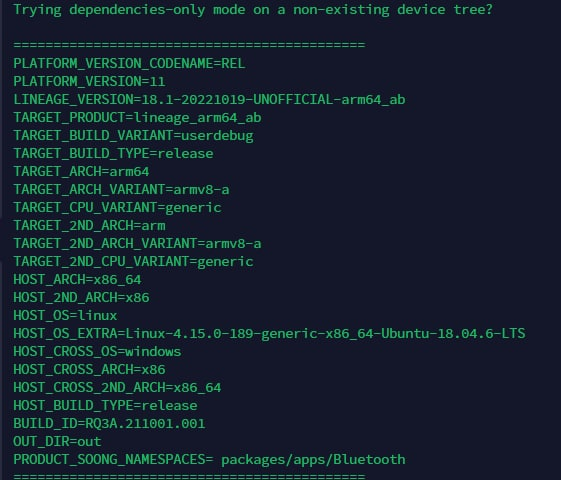 Trying dependencies-only mode on a non-existing device tree?
============================================
PLATFORM_VERSION_CODENAME=REL
PLATFORM_VERSION=11
LINEAGE_VERSION=18.1-20221019-UNOFFICIAL-arm64_ab
TARGET_PRODUCT=lineage_arm64_ab
TARGET_BUILD_VARIANT=userdebug
TARGET_BUILD_TYPE=release
TARGET_ARCH=arm64
TARGET_ARCH_VARIANT=armv8-a
TARGET_CPU_VARIANT=generic
TARGET_2ND_ARCH=arm
TARGET_2ND_ARCH_VARIANT=armv8-a
TARGET_2ND_CPU_VARIANT=generic
HOST_ARCH=x86_64
HOST_2ND_ARCH=x86
HOST_OS=linux
HOST_OS_EXTRA=Linux-4.15.0-189-generic-x86_64-Ubuntu-18.04.6-LTS
HOST_CROSS_OS=windows
HOST_CROSS_ARCH=x86
HOST_CROSS_2ND_ARCH=x86_64
HOST_BUILD_TYPE=release
BUILD_ID=RQ3A.211001.001
OUT_DIR=out
PRODUCT_SOONG_NAMESPACES= packages/apps/Bluetooth
============================================